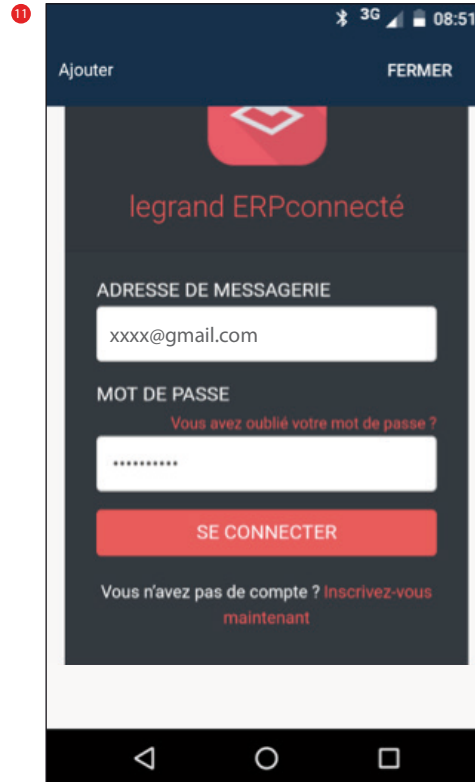 11
3G 08:51
Ajouter FERMER
legrand ERPconnecté
ADRESSE DE MESSAGERIE
xxxx@gmail.com
MOT DE PASSE
Vous avez oublié votre mot de passe ?
••••••••••
SE CONNECTER
Vous n'avez pas de compte ? Inscrivez-vous
maintenant